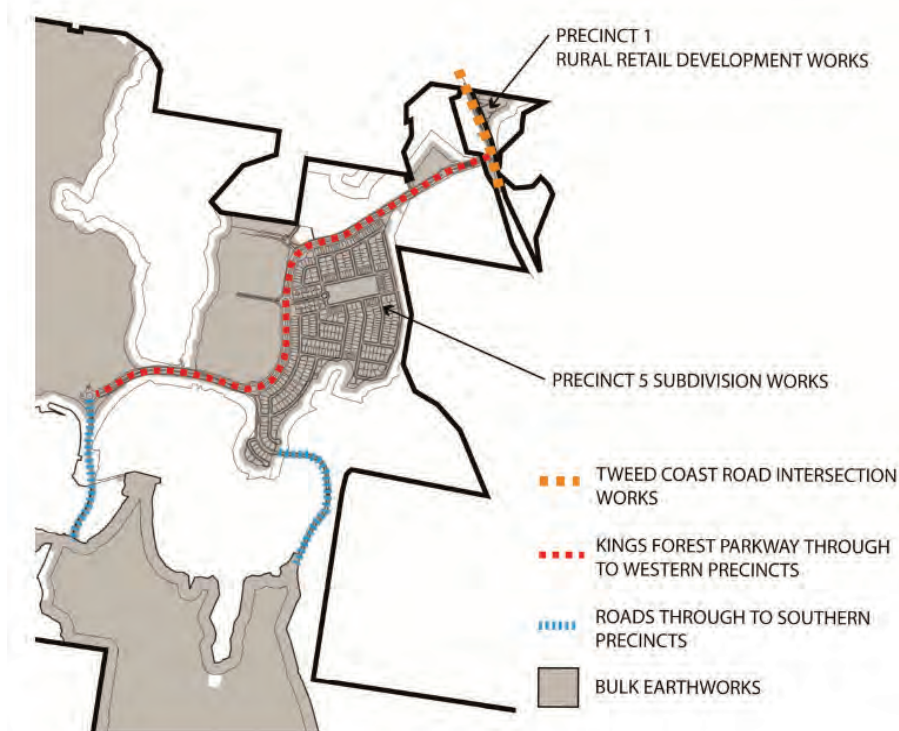 PRECINCT 1
RURAL RETAIL DEVELOPMENT WORKS
PRECINCT 5 SUBDIVISION WORKS
TWEED COAST ROAD INTERSECTION
WORKS
KINGS FOREST PARKWAY THROUGH
TO WESTERN PRECINCTS
ROADS THROUGH TO SOUTHERN
PRECINCTS
BULK EARTHWORKS